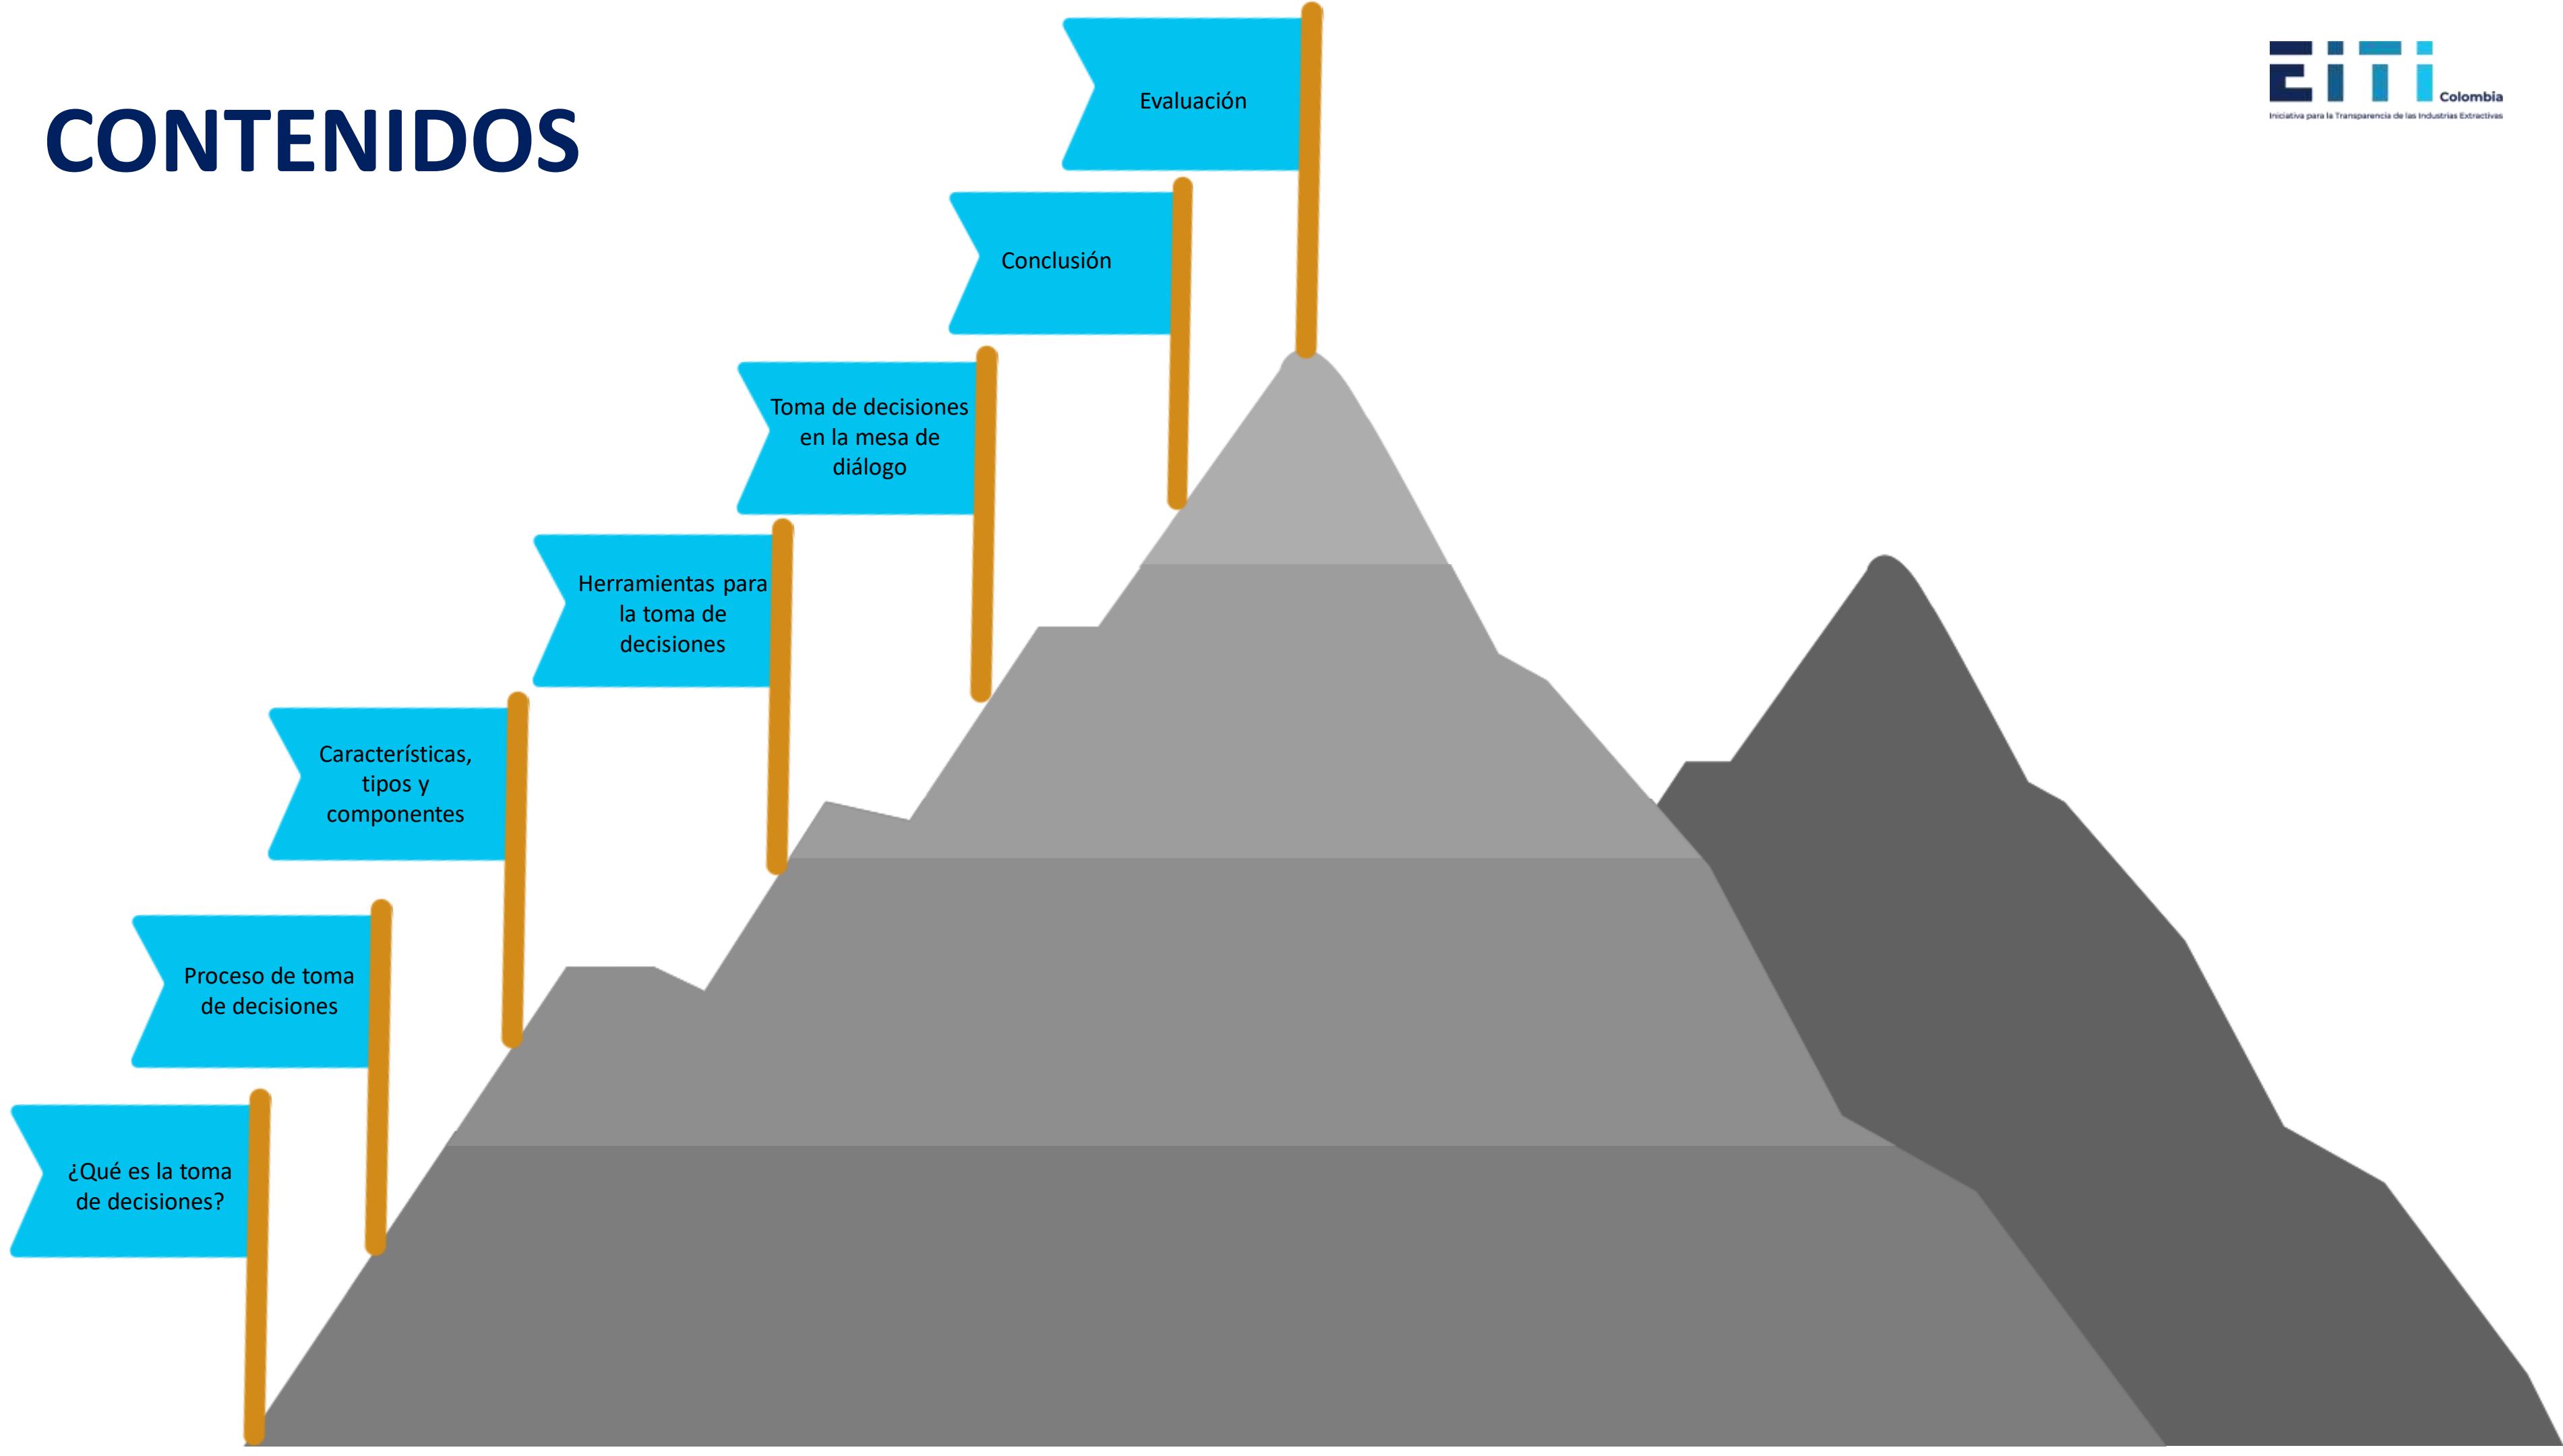 CONTENIDOS
EiTi Colombia
Iniciativa para la Transparencia de las Industrias Extractivas
Evaluación
Conclusión
Toma de decisiones
en la mesa de
diálogo
Herramientas para
la toma de
decisiones
Características,
tipos y
componentes
Proceso de toma
de decisiones
¿Qué es la toma
de decisiones?